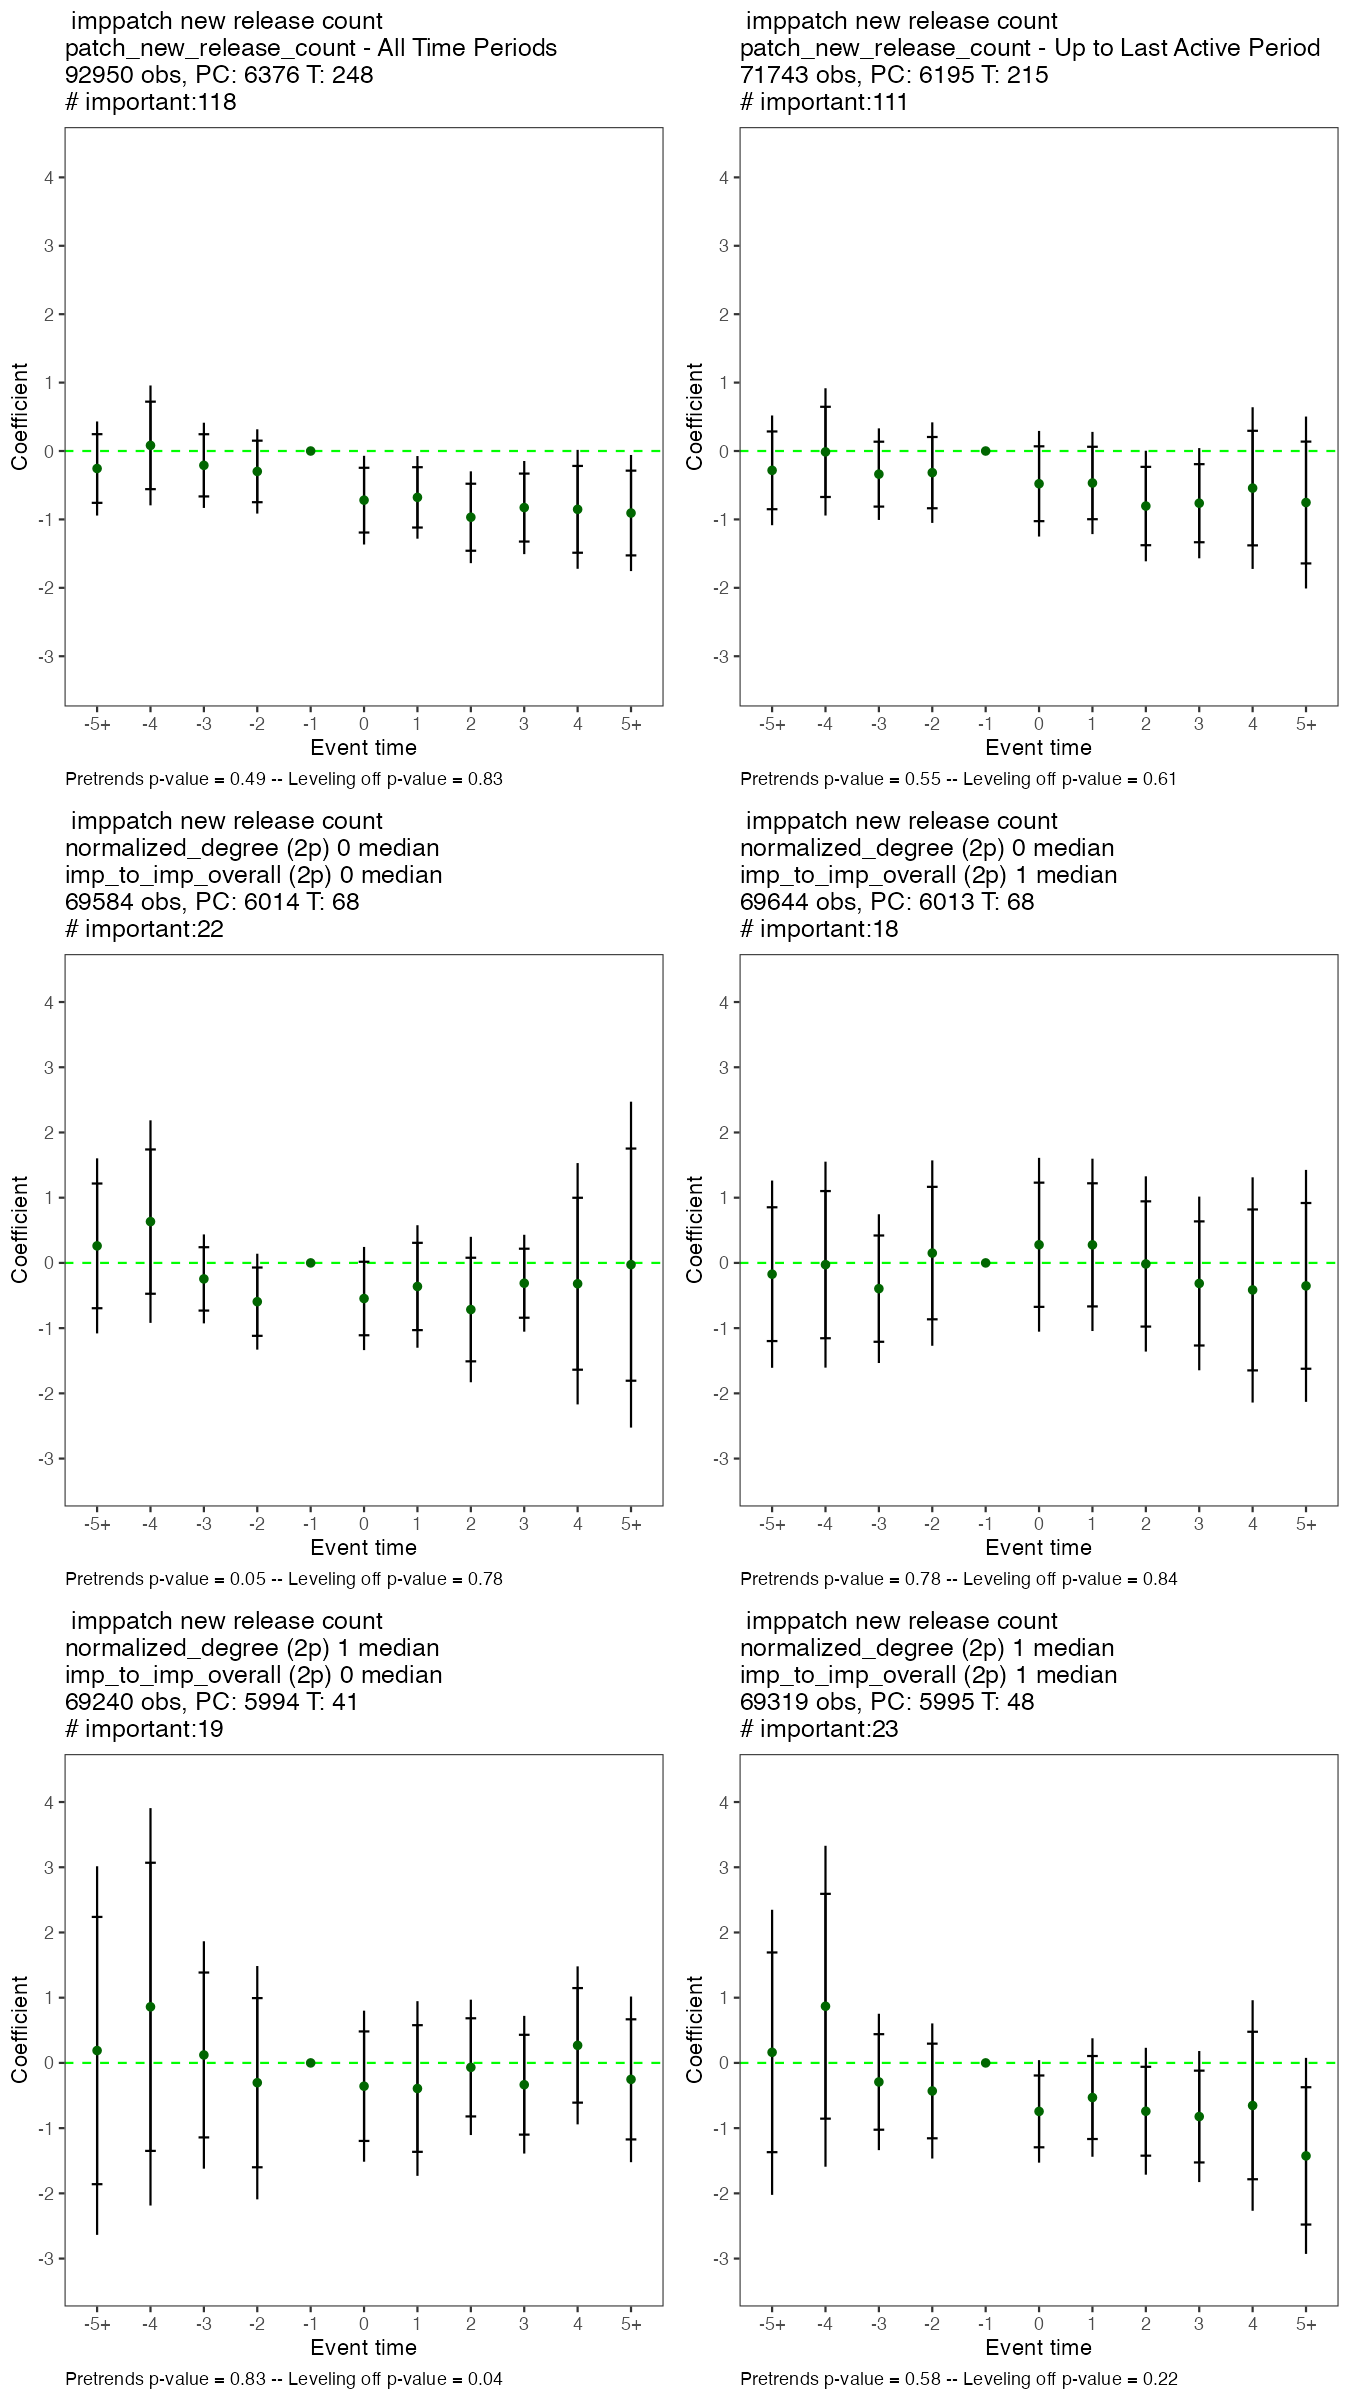 imppatch new release count
patch_new_release_count - All Time Periods
92950 obs, PC: 6376 T: 248
# important:118
4
3
2
1
0
-1
-2
-3
Coefficient
-5+ -4 -3 -2 -1 0 1 2 3 4 5+
Event time
Pretrends p-value = 0.49 -- Leveling off p-value = 0.83
imppatch new release count
patch_new_release_count - Up to Last Active Period
71743 obs, PC: 6195 T: 215
# important:111
4
3
2
1
0
-1
-2
-3
Coefficient
-5+ -4 -3 -2 -1 0 1 2 3 4 5+
Event time
Pretrends p-value = 0.55 -- Leveling off p-value = 0.61
imppatch new release count
normalized_degree (2p) 0 median
imp_to_imp_overall (2p) 0 median
69584 obs, PC: 6014 T: 68
# important:22
4
3
2
1
0
-1
-2
-3
Coefficient
-5+ -4 -3 -2 -1 0 1 2 3 4 5+
Event time
Pretrends p-value = 0.05 -- Leveling off p-value = 0.78
imppatch new release count
normalized_degree (2p) 0 median
imp_to_imp_overall (2p) 1 median
69644 obs, PC: 6013 T: 68
# important:18
4
3
2
1
0
-1
-2
-3
Coefficient
-5+ -4 -3 -2 -1 0 1 2 3 4 5+
Event time
Pretrends p-value = 0.78 -- Leveling off p-value = 0.84
imppatch new release count
normalized_degree (2p) 1 median
imp_to_imp_overall (2p) 0 median
69240 obs, PC: 5994 T: 41
# important:19
4
3
2
1
0
-1
-2
-3
Coefficient
-5+ -4 -3 -2 -1 0 1 2 3 4 5+
Event time
Pretrends p-value = 0.83 -- Leveling off p-value = 0.04
imppatch new release count
normalized_degree (2p) 1 median
imp_to_imp_overall (2p) 1 median
69319 obs, PC: 5995 T: 48
# important:23
4
3
2
1
0
-1
-2
-3
Coefficient
-5+ -4 -3 -2 -1 0 1 2 3 4 5+
Event time
Pretrends p-value = 0.58 -- Leveling off p-value = 0.22